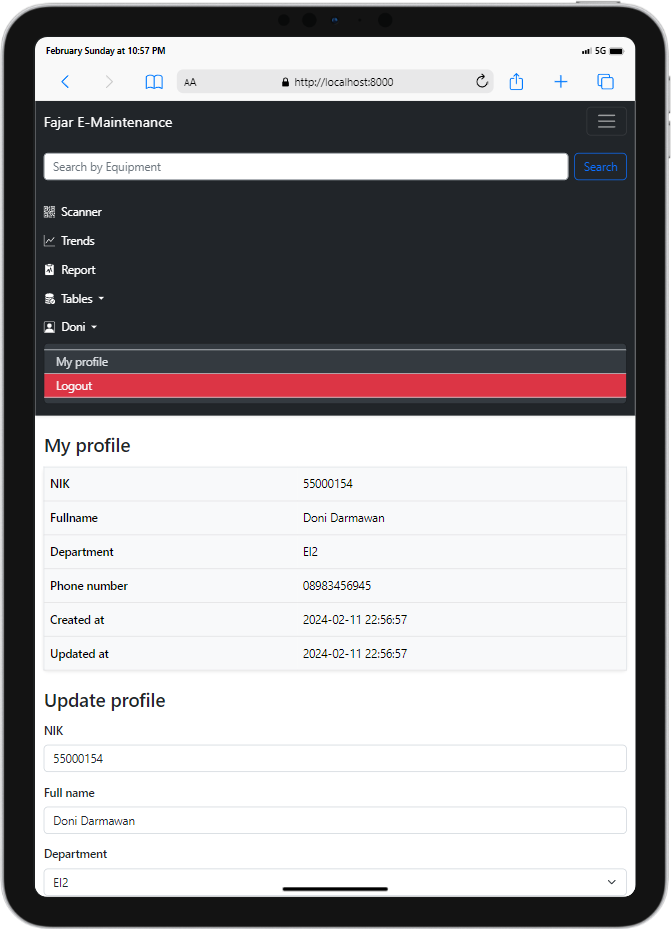 February Sunday at 10:57 PM
5G
AA
http://localhost:8000
Fajar E-Maintenance
Search by Equipment
Search
Scanner
Trends
Report
Tables
Doni
My profile
Logout
My profile
NIK 55000154
Fullname Doni Darmawan
Department EI2
Phone number 08983456945
Created at 2024-02-11 22:56:57
Updated at 2024-02-11 22:56:57
Update profile
NIK
55000154
Full name
Doni Darmawan
Department
EI2